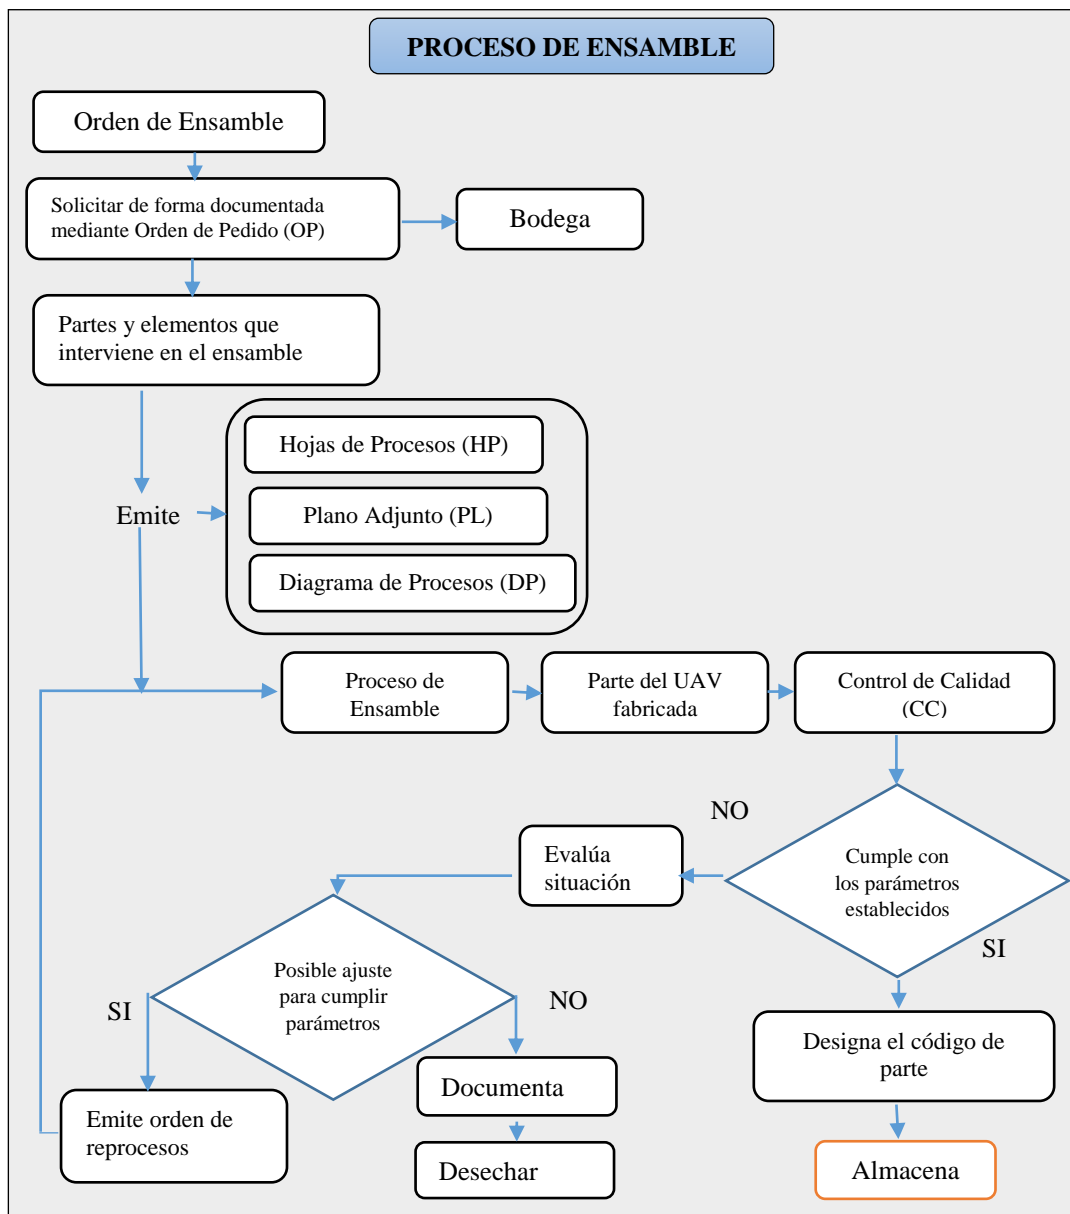 PROCESO DE ENSAMBLE
Orden de Ensamble
Solicitar de forma documentada
mediante Orden de Pedido (OP)
Bodega
Partes y elementos que
interviene en el ensamble
Hojas de Procesos (HP)
Emite
Plano Adjunto (PL)
Diagrama de Procesos (DP)
Proceso de
Ensamble
Parte del UAV
fabricada
Control de Calidad
(CC)
NO
Cumple con
los parámetros
establecidos
SI
Evalúa
situación
Posible ajuste
para cumplir
parámetros
SI
NO
Designa el código de
parte
Documenta
Emite orden de
reprocesos
Desechar
Almacena